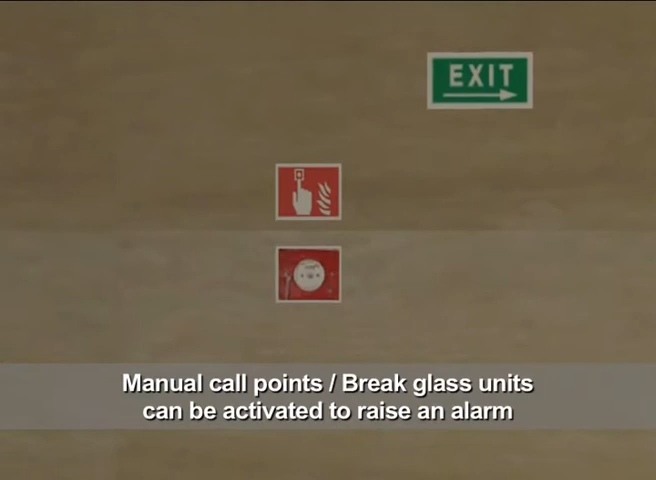 EXIT
Manual call points / Break glass units
can be activated to raise an alarm